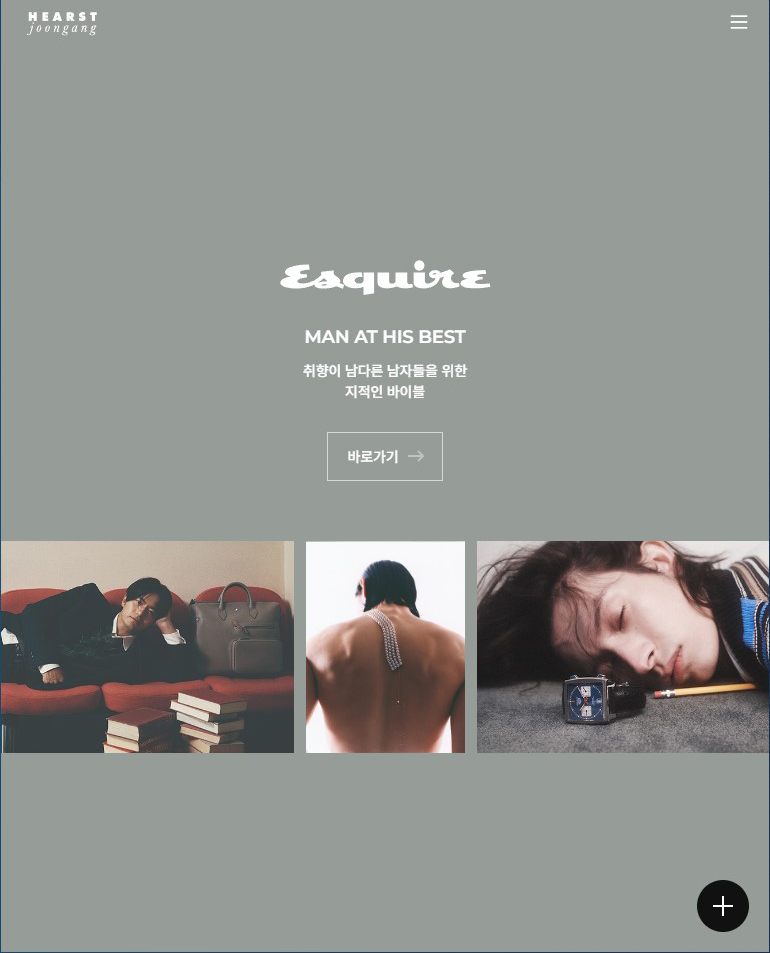 HEARST
joongang
Esquire
MAN AT HIS BEST
취향이 남다른 남자들을 위한
지적인 바이블
바로가기